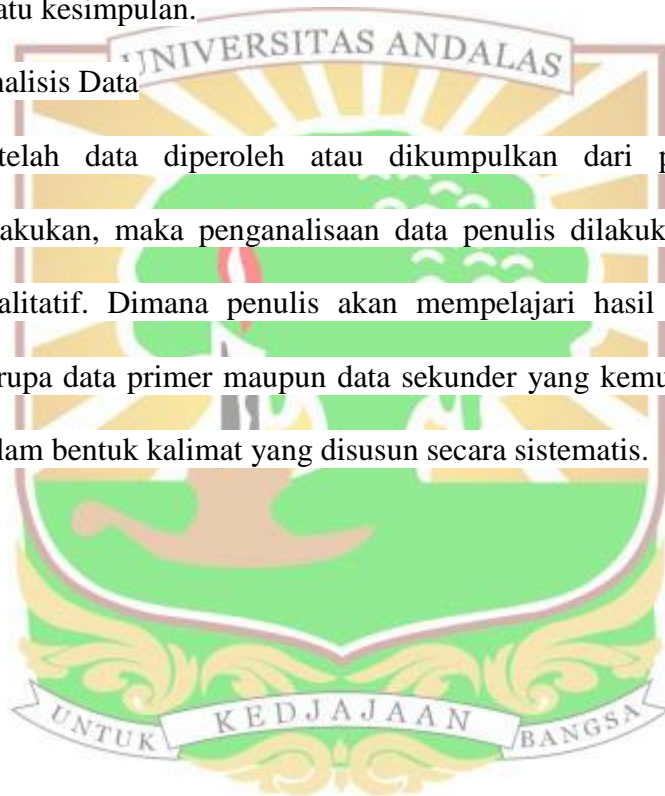 atu kesimpulan.
UNIVERSITAS ANDALAS
nalisis Data
telah data diperoleh atau dikumpulkan dari p
akukan, maka penganalisaan data penulis dilakuk
alitatif. Dimana penulis akan mempelajari hasil
rupa data primer maupun data sekunder yang kemu
lam bentuk kalimat yang disusun secara sistematis.
UNTUK KEDJAJAAN BANGSA